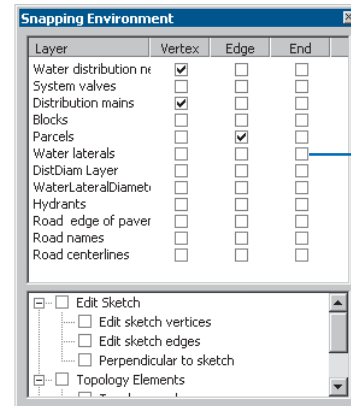 Snapping Environment
Layer Vertex Edge End
Water distribution ne
System valves
Distribution mains
Blocks
Parcels
Water laterals
DistDiam Layer
WaterLateralDiamet
Hydrants
Road edge of paver
Road names
Road centerlines
Edit Sketch
Edit sketch vertices
Edit sketch edges
Perpendicular to sketch
Topology Elements